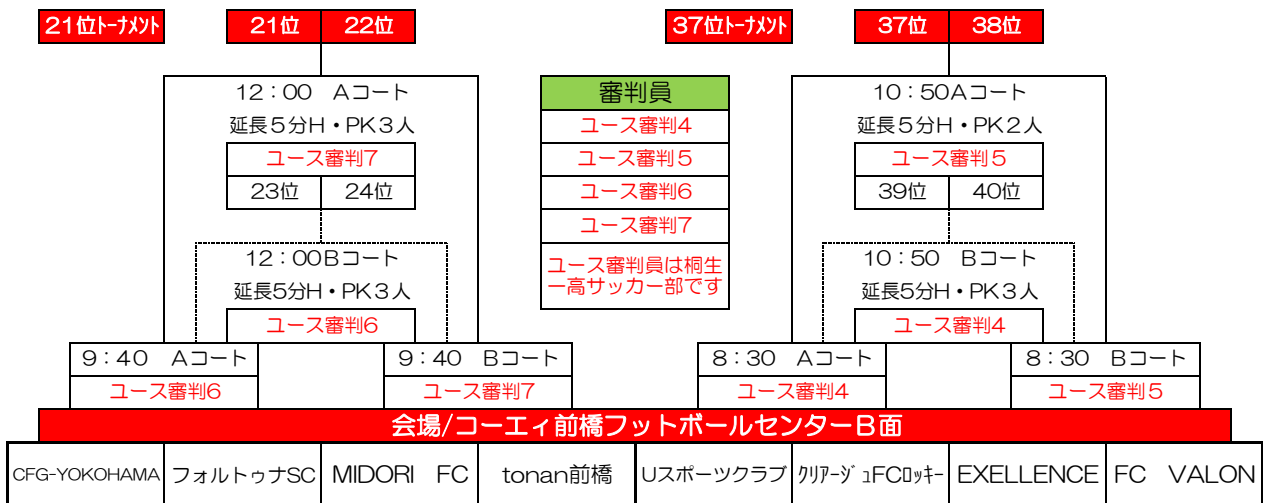 21位ﾄｰﾅﾒﾝﾄ
21位 22位
37位ﾄｰﾅﾒﾝﾄ
37位 38位
12：00　Aコート
延長５分H・PK３人
ユース審判7
23位 24位
審判員
ユース審判4
ユース審判５
ユース審判6
ユース審判7
ユース審判員は桐生
一高サッカー部です
10：50Aコート
延長５分H・PK２人
ユース審判５
39位 40位
12：00Bコート
延長5分H・PK３人
ユース審判6
10：50　Bコート
延長5分H・PK３人
ユース審判4
9：40　Aコート
ユース審判6
9：40　Bコート
ユース審判7
8：30　Aコート
ユース審判4
8：30　Bコート
ユース審判５
会場/コーエィ前橋フットボールセンターB面
CFG-YOKOHAMA フォルトゥナSC MIDORI　FC tonan前橋 Uスポーツクラブ ｸﾘｱｰｼﾞｭFCﾛｯｷｰ EXELLENCE FC　VALON